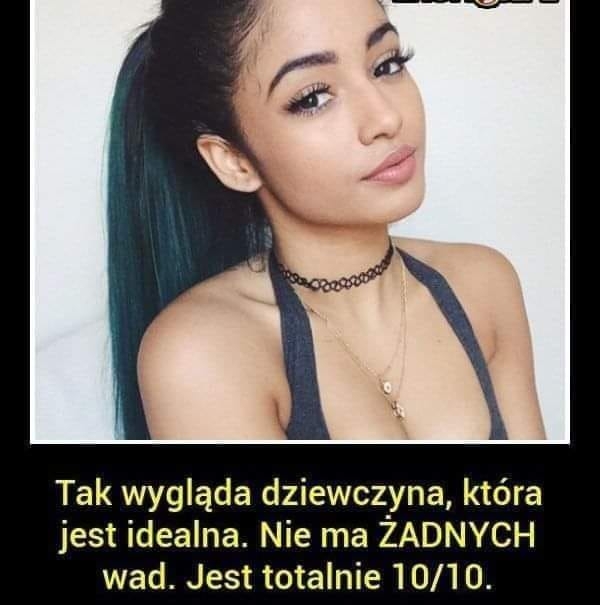 Tak wygląda dziewczyna, która
jest idealna. Nie ma ŻADNYCH
wad. Jest totalnie 10/10.